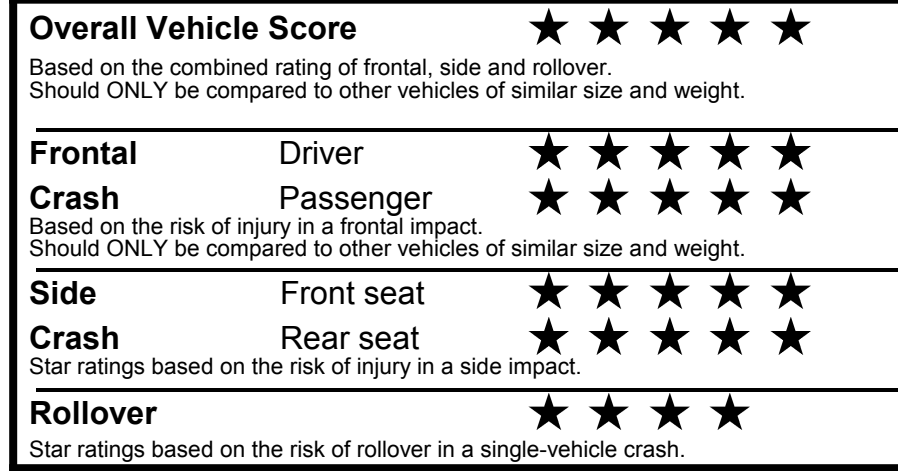 Overall Vehicle Score ★ ★ ★ ★ ★
Based on the combined rating of frontal, side and rollover.
Should ONLY be compared to other vehicles of similar size and weight.
Frontal Driver ★ ★ ★ ★ ★
Crash Passenger ★ ★ ★ ★ ★
Based on the risk of injury in a frontal impact.
Should ONLY be compared to other vehicles of similar size and weight.
Side Front seat ★ ★ ★ ★ ★
Crash Rear seat ★ ★ ★ ★ ★
Star ratings based on the risk of injury in a side impact.
Rollover ★ ★ ★ ★
Star ratings based on the risk of rollover in a single-vehicle crash.